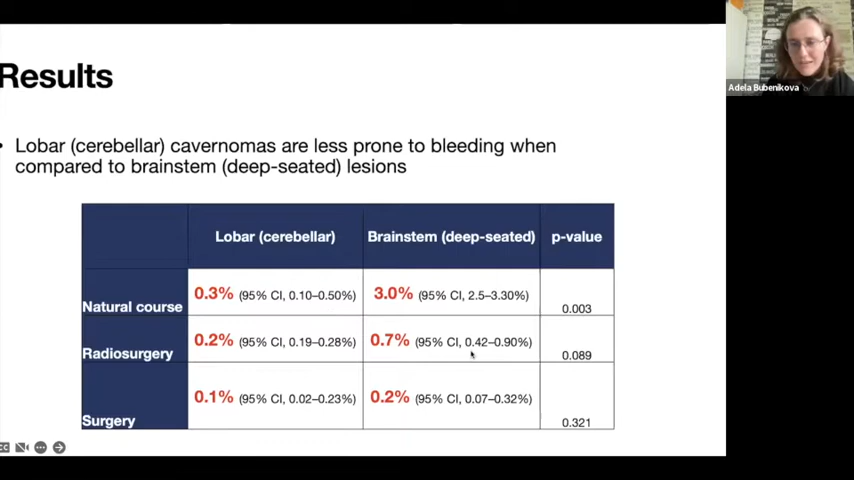 Results
• Lobar (cerebellar) cavernomas are less prone to bleeding when
compared to brainstem (deep-seated) lesions
Lobar (cerebellar) Brainstem (deep-seated) p-value
Natural course 0.3% (95% CI, 0.10–0.50%) 3.0% (95% CI, 2.5–3.30%) 0.003
Radiosurgery 0.2% (95% CI, 0.19–0.28%) 0.7% (95% CI, 0.42–0.90%) 0.089
Surgery 0.1% (95% CI, 0.02–0.23%) 0.2% (95% CI, 0.07–0.32%) 0.321
Adela Bubenikova